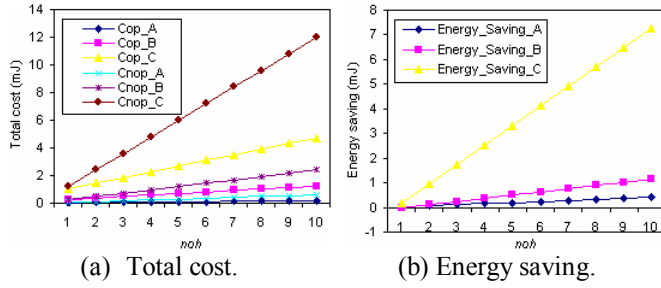 Total cost (mJ)
14
12
10
8
6
4
2
0
Cop_A
Cop_B
Cop_C
Cnop_A
Cnop_B
Cnop_C
1 2 3 4 5 6 7 8 9 10
noh
(a) Total cost.
Energy saving (mJ)
8
7
6
5
4
3
2
1
0
-1
Energy_Saving_A
Energy_Saving_B
Energy_Saving_C
1 2 3 4 5 6 7 8 9 10
noh
(b) Energy saving.